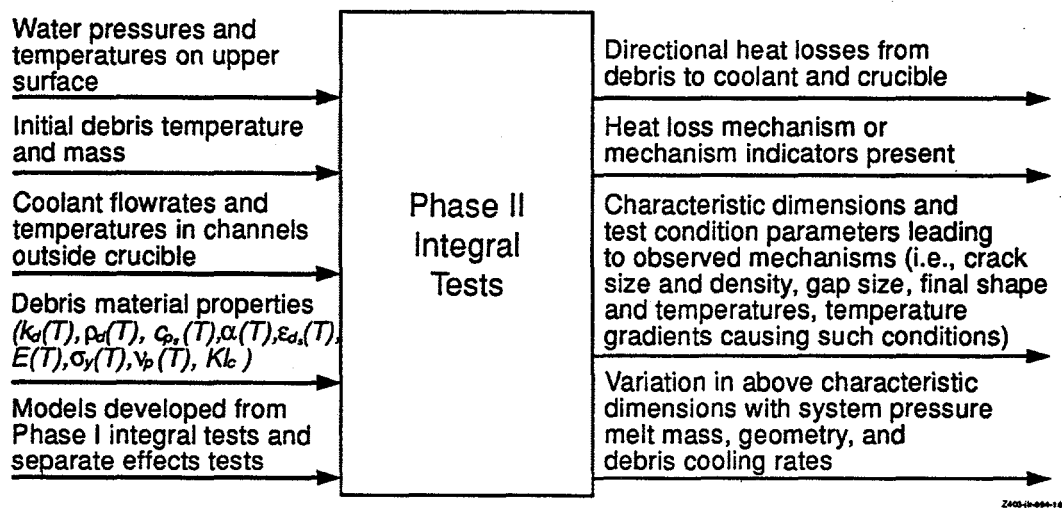 Water pressures and
temperatures on upper
surface
Initial debris temperature
and mass
Coolant flowrates and
temperatures in channels
outside crucible
Debris material properties
(k_d(T), ρ_d(T), c_{p_s}(T), α(T), ε_{d_s}(T),
E(T), σ_y(T), ν_p(T), KI_c )
Models developed from
Phase I integral tests and
separate effects tests
Phase II
Integral
Tests
Directional heat losses from
debris to coolant and crucible
Heat loss mechanism or
mechanism indicators present
Characteristic dimensions and
test condition parameters leading
to observed mechanisms (i.e., crack
size and density, gap size, final shape
and temperatures, temperature
gradients causing such conditions)
Variation in above characteristic
dimensions with system pressure
melt mass, geometry, and
debris cooling rates